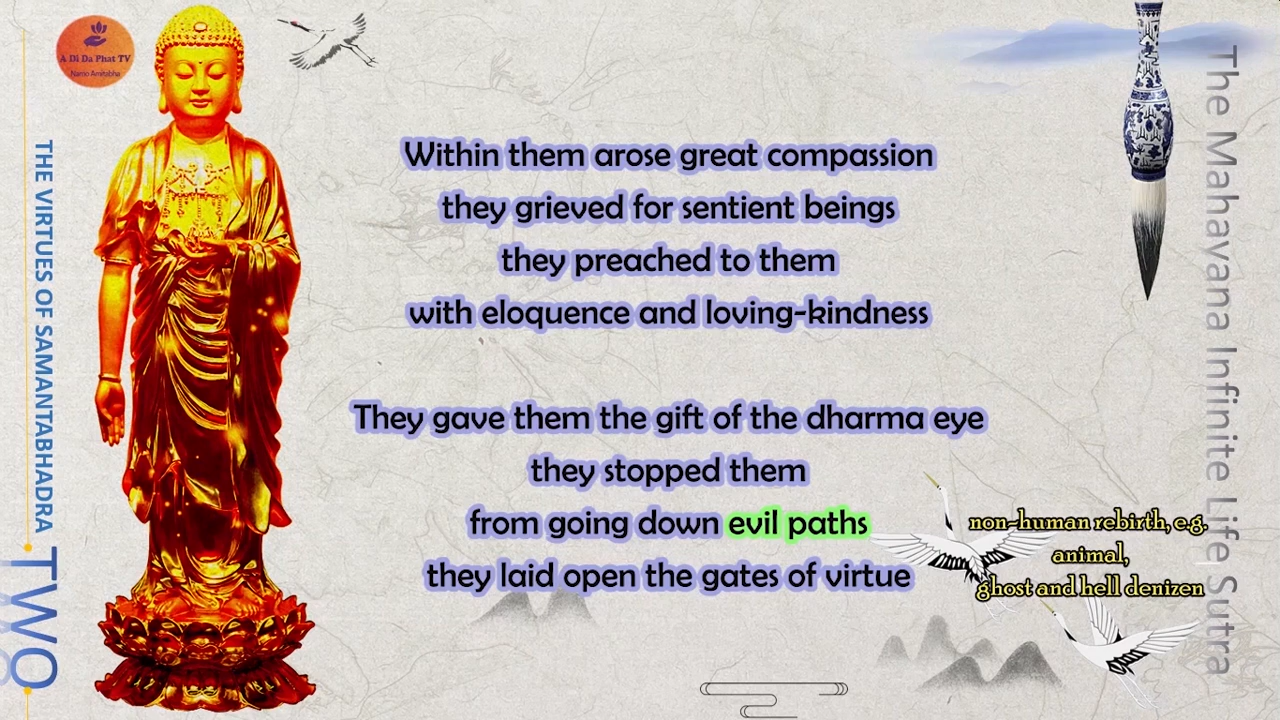 A Di Da Phat TV
Namo Amitabha
THE VIRTUES OF SAMANTABHADRA
TWO
Within them arose great compassion
they grieved for sentient beings
they preached to them
with eloquence and loving-kindness
They gave them the gift of the dharma eye
they stopped them
from going down evil paths
they laid open the gates of virtue
non-human rebirth, e.g.
animal,
ghost and hell denizen
The Mahayana Infinite Life Sutra